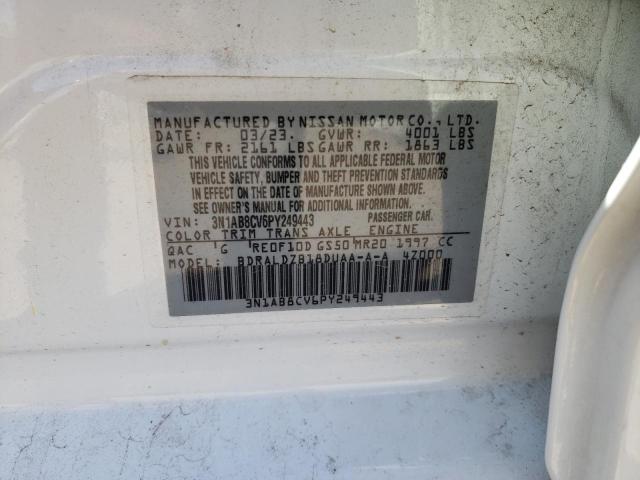 MANUFACTURED BY NISSAN MOTOR CO., LTD.
DATE: 03/23. GVWR: 4001 LBS
GAWR FR: 2161 LBS GAWR RR: 1863 LBS
THIS VEHICLE CONFORMS TO ALL APPLICABLE FEDERAL MOTOR
VEHICLE SAFETY, BUMPER AND THEFT PREVENTION STANDARDS
IN EFFECT ON THE DATE OF MANUFACTURE SHOWN ABOVE.
SEE OWNER'S MANUAL FOR ADDITIONAL INFORMATION.
VIN: 3N1AB8CV6PY249443 PASSENGER CAR.
COLOR TRIM TRANS AXLE ENGINE
QAC G RE0F10D GS50 MR20 1997 CC
MODEL: BDRALDZB18DUAA-A-A 4Z000
3N1AB8CV6PY249443